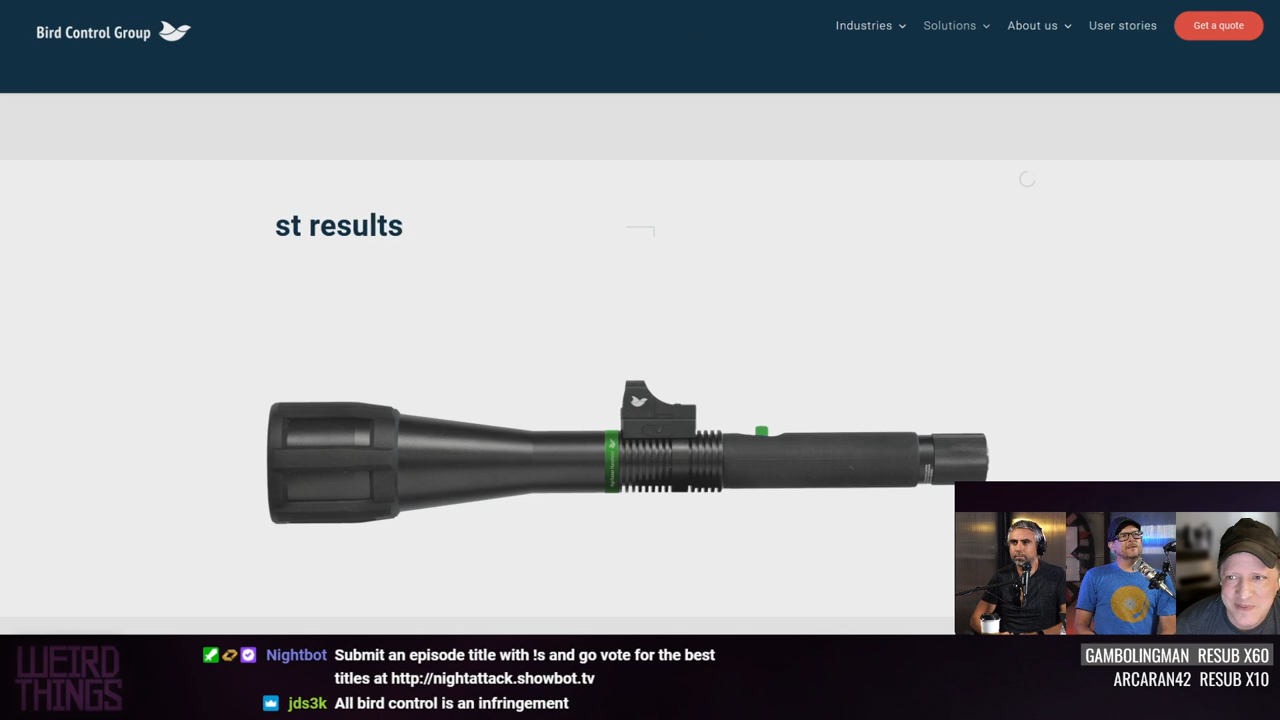 Bird Control Group
Industries
Solutions
About us
User stories
Get a quote
st results
WEIRD
THINGS
Nightbot Submit an episode title with !s and go vote for the best
titles at http://nightattack.showbot.tv
jds3k All bird control is an infringement
GAMBOLINGMAN RESUB X60
ARCARAN42 RESUB X10